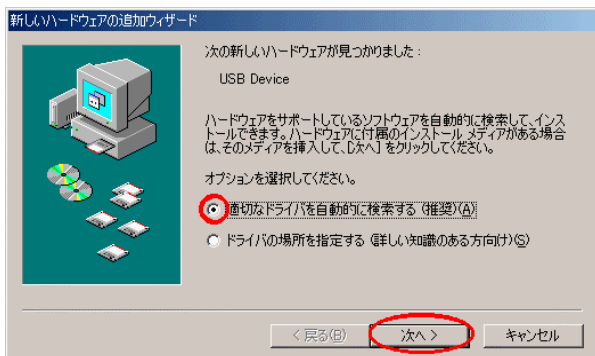 新しいハードウェアの追加ウィザード
次の新しいハードウェアが見つかりました :
USB Device
ハードウェアをサポートしているソフトウェアを自動的に検索して、インス
トールできます。ハードウェアに付属のインストール メディアがある場合
は、そのメディアを挿入して、[次へ] をクリックしてください。
オプションを選択してください。
適切なドライバを自動的に検索する (推奨)(A)
ドライバの場所を指定する (詳しい知識のある方向け)(S)
< 戻る(B) 次へ > キャンセル